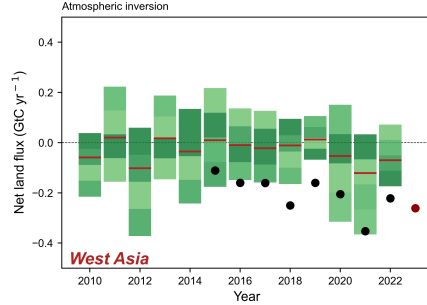 Atmospheric inversion
0.4
0.2
0.0
−0.2
−0.4
Net land flux (GtC yr⁻¹)
West Asia
2010 2012 2014 2016 2018 2020 2022
Year